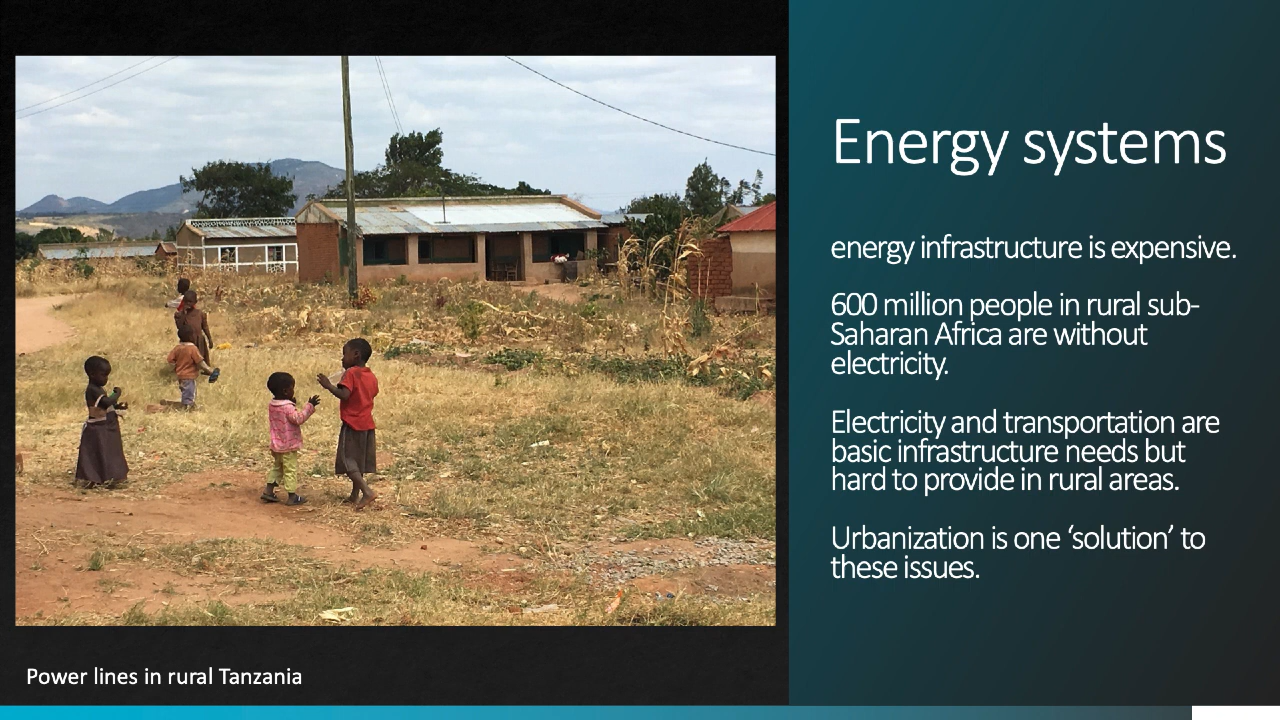 Energy systems
energy infrastructure is expensive.
600 million people in rural sub-
Saharan Africa are without
electricity.
Electricity and transportation are
basic infrastructure needs but
hard to provide in rural areas.
Urbanization is one ‘solution’ to
these issues.
Power lines in rural Tanzania